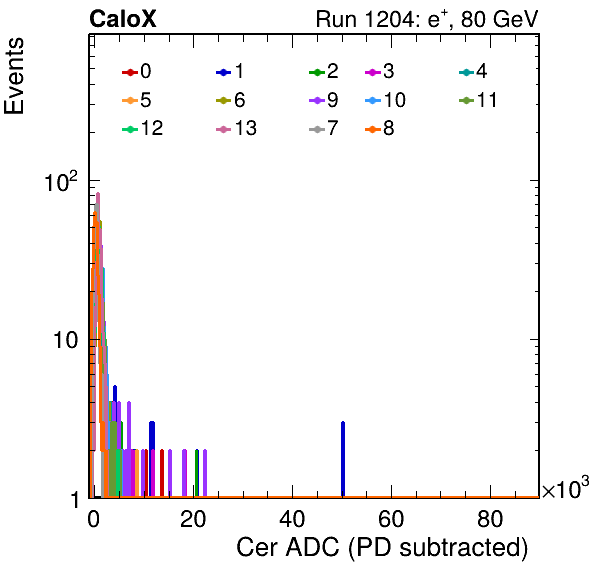 CaloX Run 1204: e⁺, 80 GeV
Events
0 1 2 3 4
5 6 9 10 11
12 13 7 8
10²
10
1
0 20 40 60 80 ×10³
Cer ADC (PD subtracted)